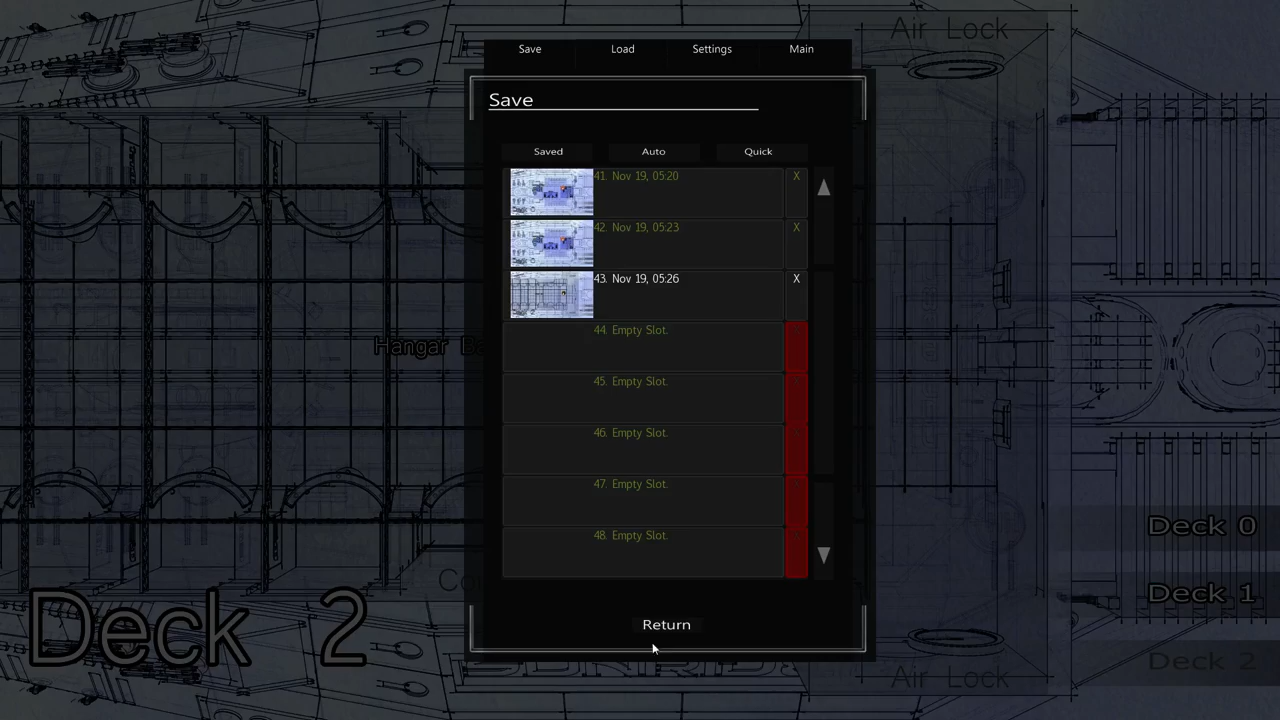 Air Lock
Save
Load
Settings
Main
Save
Saved
Auto
Quick
41. Nov 19, 05:20
X
42. Nov 19, 05:23
X
43. Nov 19, 05:26
X
44. Empty Slot.
45. Empty Slot.
46. Empty Slot.
47. Empty Slot.
48. Empty Slot.
Hangar
Deck 0
Deck 1
Deck 2
Deck 2
Return
Air Lock